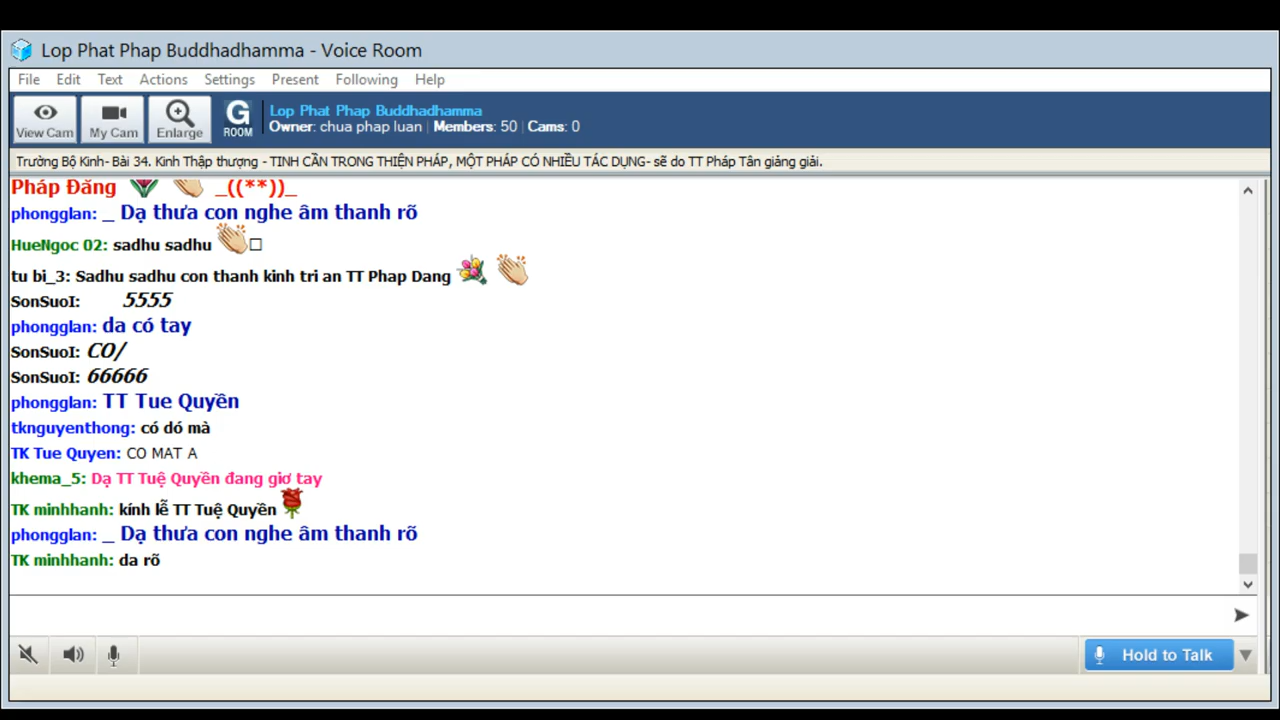 Lop Phat Phap Buddhadhamma - Voice Room
File Edit Text Actions Settings Present Following Help
View Cam My Cam Enlarge G ROOM
Lop Phat Phap Buddhadhamma
Owner: chua phap luan | Members: 50 | Cams: 0
Trường Bộ Kinh- Bài 34. Kinh Thập thượng - TINH CẦN TRONG THIỆN PHÁP, MỘT PHÁP CÓ NHIỀU TÁC DỤNG- sẽ do TT Pháp Tân giảng giải.
Pháp Đăng _((**))_
phongglan: _ Dạ thưa con nghe âm thanh rõ
HueNgoc 02: sadhu sadhu
tu bi_3: Sadhu sadhu con thanh kinh tri an TT Phap Dang
SonSuoI: 5555
phongglan: da có tay
SonSuoI: CO/
SonSuoI: 66666
phongglan: TT Tue Quyền
tknguyenthong: có dó mà
TK Tue Quyen: CO MAT A
khema_5: Dạ TT Tuệ Quyền đang giơ tay
TK minhhanh: kính lễ TT Tuệ Quyền
phongglan: _ Dạ thưa con nghe âm thanh rõ
TK minhhanh: da rõ
Hold to Talk